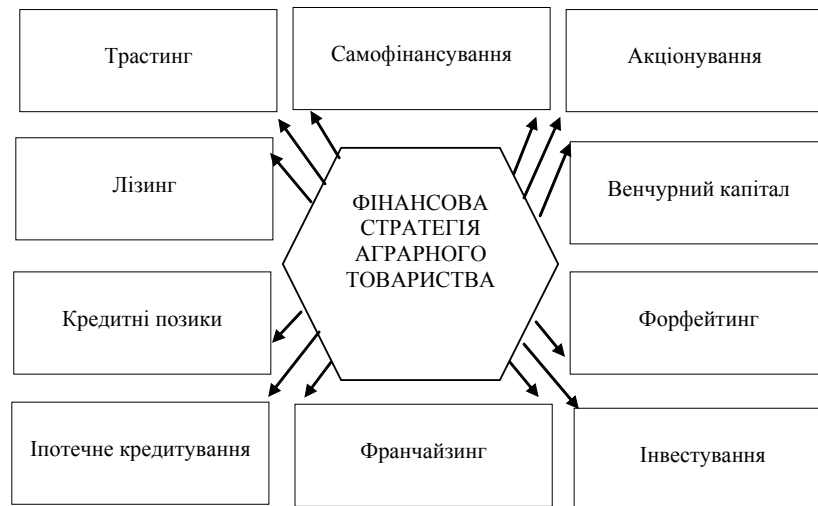 Трастинг
Самофінансування
Акціонування
Лізинг
ФІНАНСОВА
СТРАТЕГІЯ
АГРАРНОГО
ТОВАРИСТВА
Венчурний капітал
Кредитні позики
Форфейтинг
Іпотечне кредитування
Франчайзинг
Інвестування